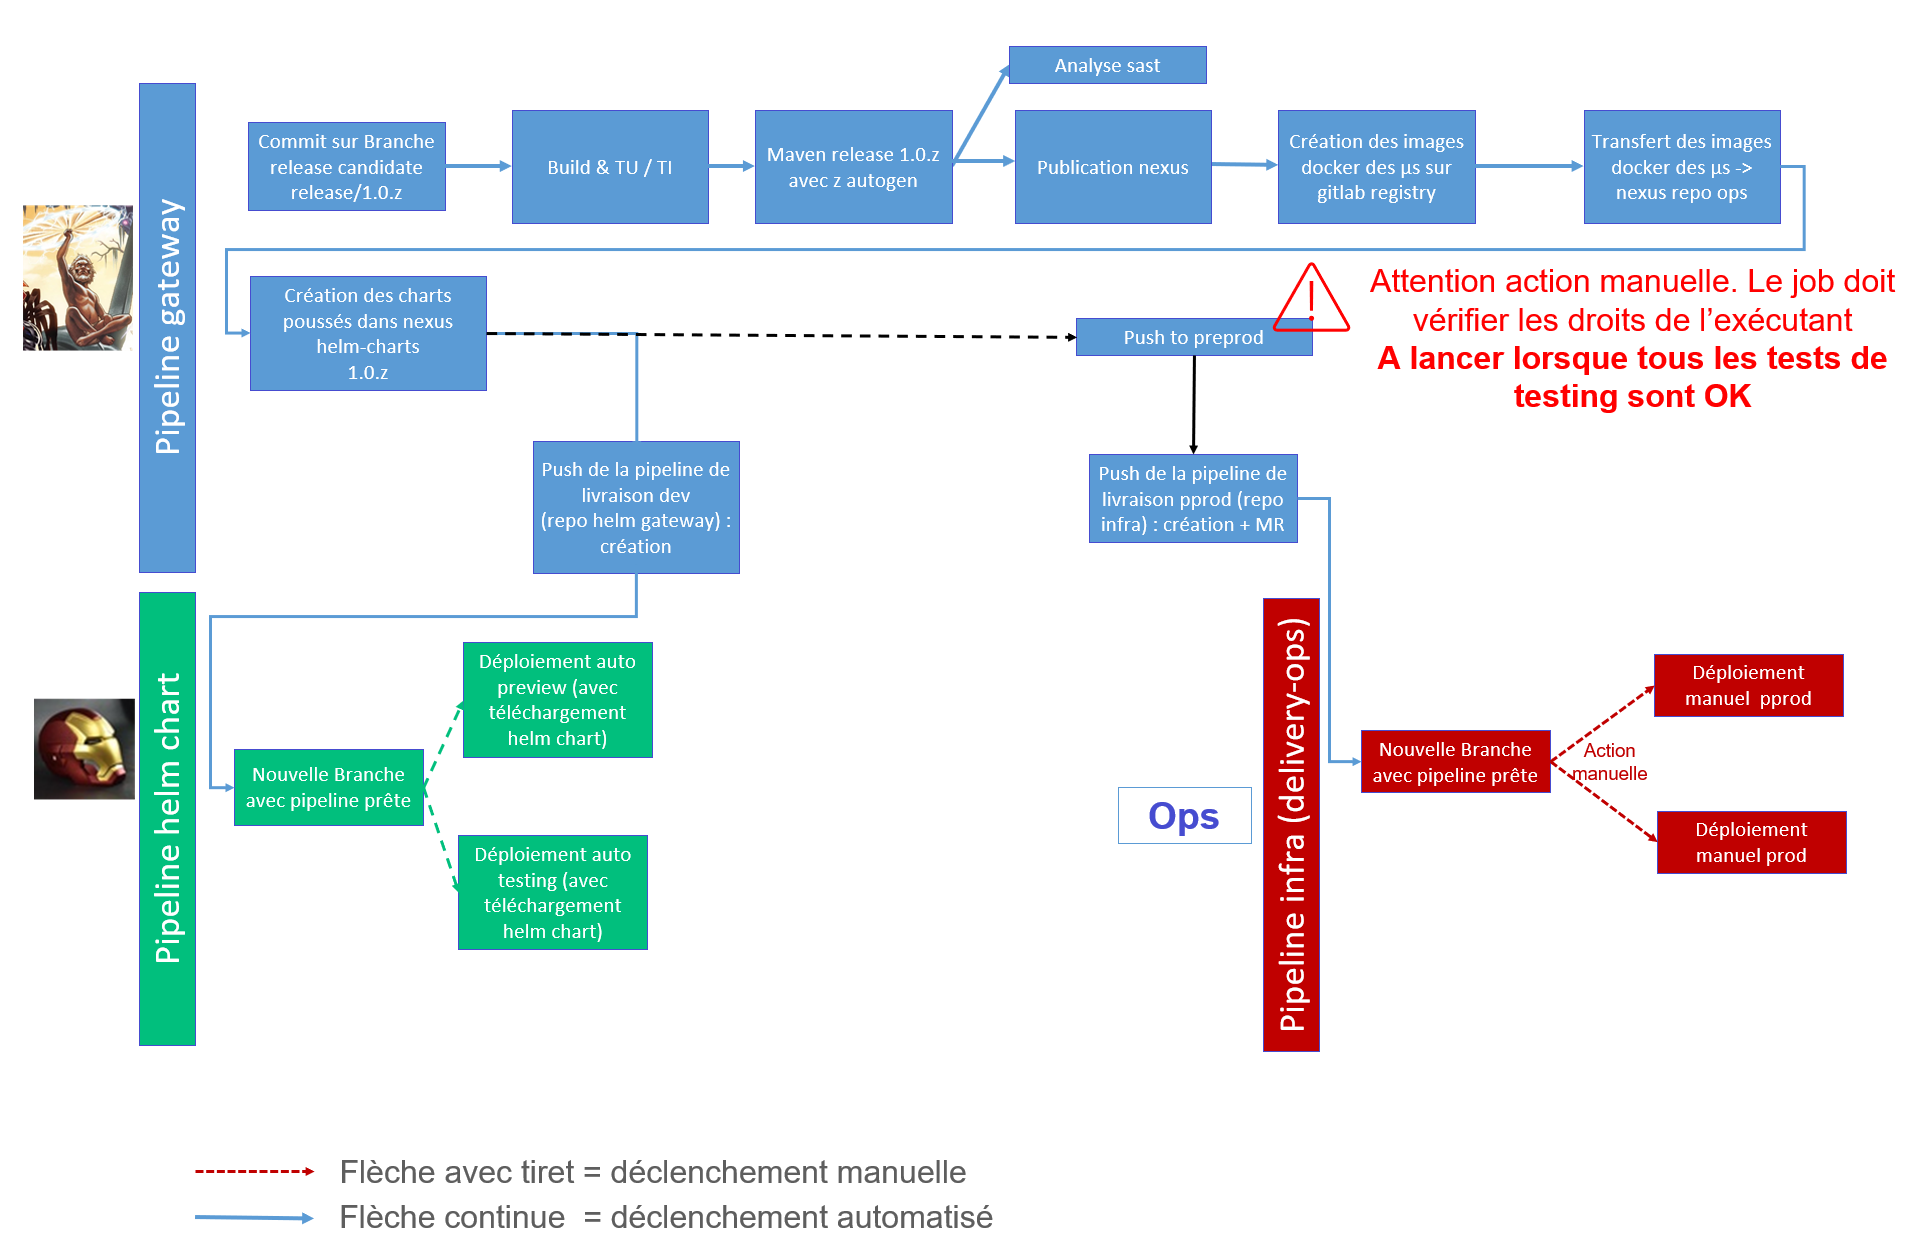 Pipeline gateway
Analyse sast
Commit sur Branche
release candidate
release/1.0.z
Build & TU / TI
Maven release 1.0.z
avec z autogen
Publication nexus
Création des images
docker des µs sur
gitlab registry
Transfert des images
docker des µs ->
nexus repo ops
Création des charts
poussés dans nexus
helm-charts
1.0.z
Push to preprod
Attention action manuelle. Le job doit
vérifier les droits de l’exécutant
A lancer lorsque tous les tests de
testing sont OK
Push de la pipeline de
livraison dev
(repo helm gateway) :
création
Push de la pipeline de
livraison pprod (repo
infra) : création + MR
Pipeline helm chart
Nouvelle Branche
avec pipeline prête
Déploiement auto
preview (avec
téléchargement
helm chart)
Déploiement auto
testing (avec
téléchargement
helm chart)
Ops
Pipeline infra (delivery-ops)
Nouvelle Branche
avec pipeline prête
Action
manuelle
Déploiement
manuel  pprod
Déploiement
manuel prod
Flèche avec tiret = déclenchement manuelle
Flèche continue  = déclenchement automatisé